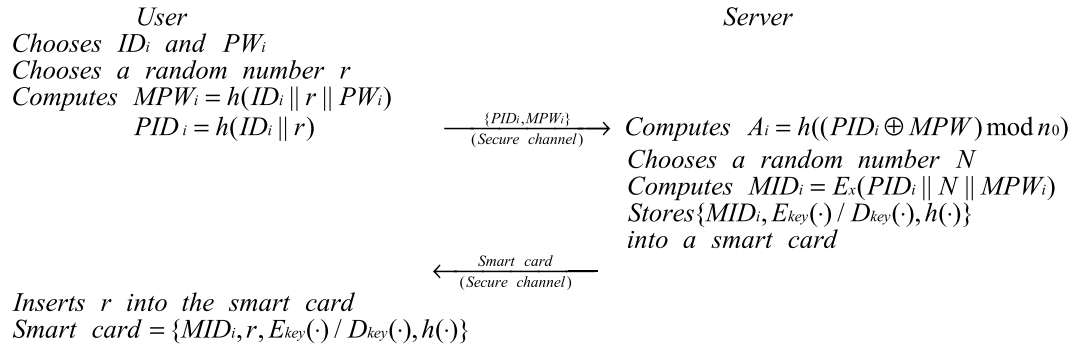 User
Server
Chooses IDi and PWi
Chooses a random number r
Computes MPWi = h(IDi || r || PWi)
PIDi = h(IDi || r)
{PIDi, MPWi}
(Secure channel)
Computes Ai = h((PIDi ⊕ MPW) mod n0)
Chooses a random number N
Computes MIDi = Ex(PIDi || N || MPWi)
Stores{MIDi, Ekey(·) / Dkey(·), h(·)}
into a smart card
Smart card
(Secure channel)
Inserts r into the smart card
Smart card = {MIDi, r, Ekey(·) / Dkey(·), h(·)}